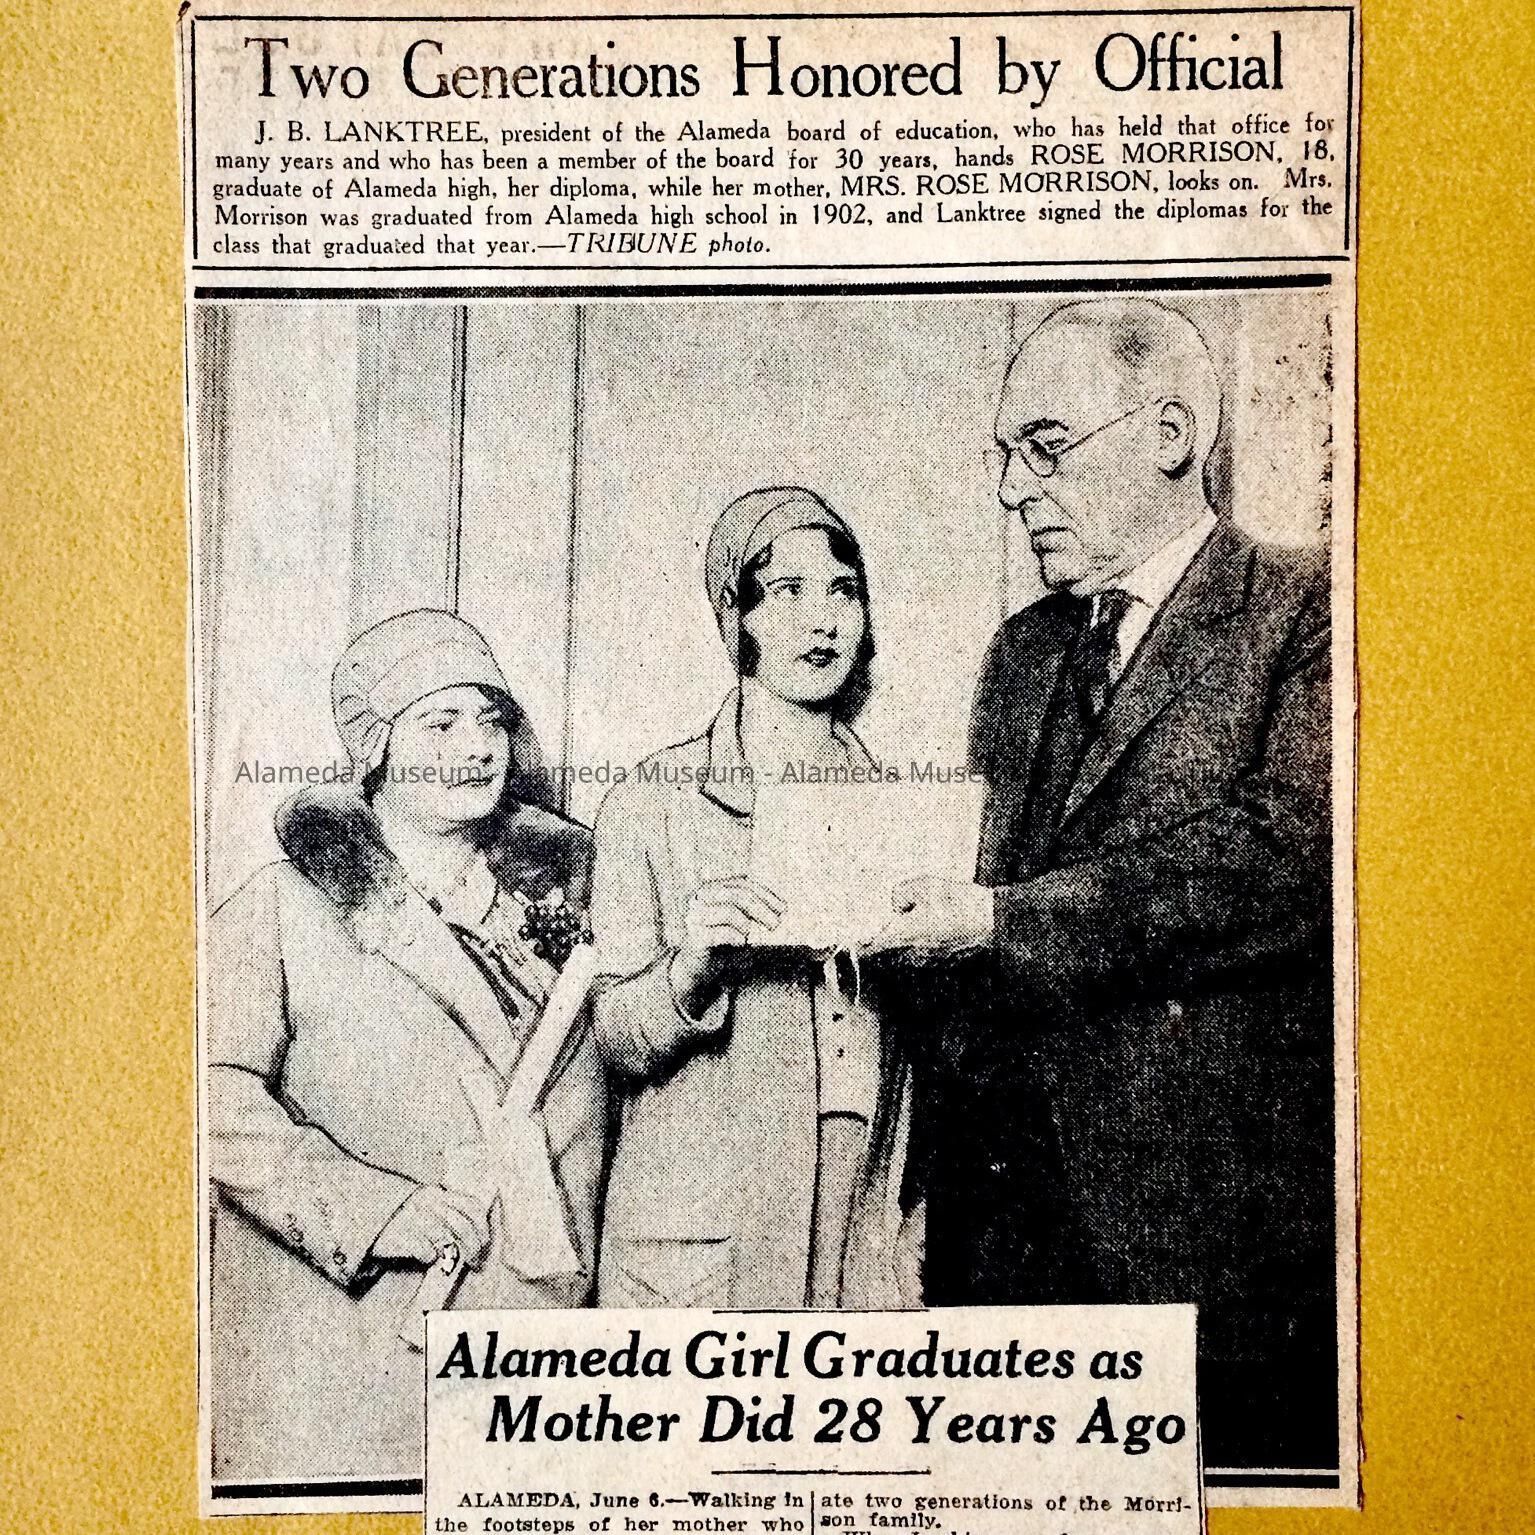 Two Generations Honored by Official
J. B. LANKTREE, president of the Alameda board of education, who has held that office for
many years and who has been a member of the board for 30 years, hands ROSE MORRISON, 18,
graduate of Alameda high, her diploma, while her mother, MRS. ROSE MORRISON, looks on. Mrs.
Morrison was graduated from Alameda high school in 1902, and Lanktree signed the diplomas for the
class that graduated that year.—TRIBUNE photo.
Alameda Museum - Alameda Museum - Alameda Museum
Alameda Girl Graduates as
Mother Did 28 Years Ago
ALAMEDA, June 6.—Walking in
the footsteps of her mother who
ate two generations of the Morri-
son family.